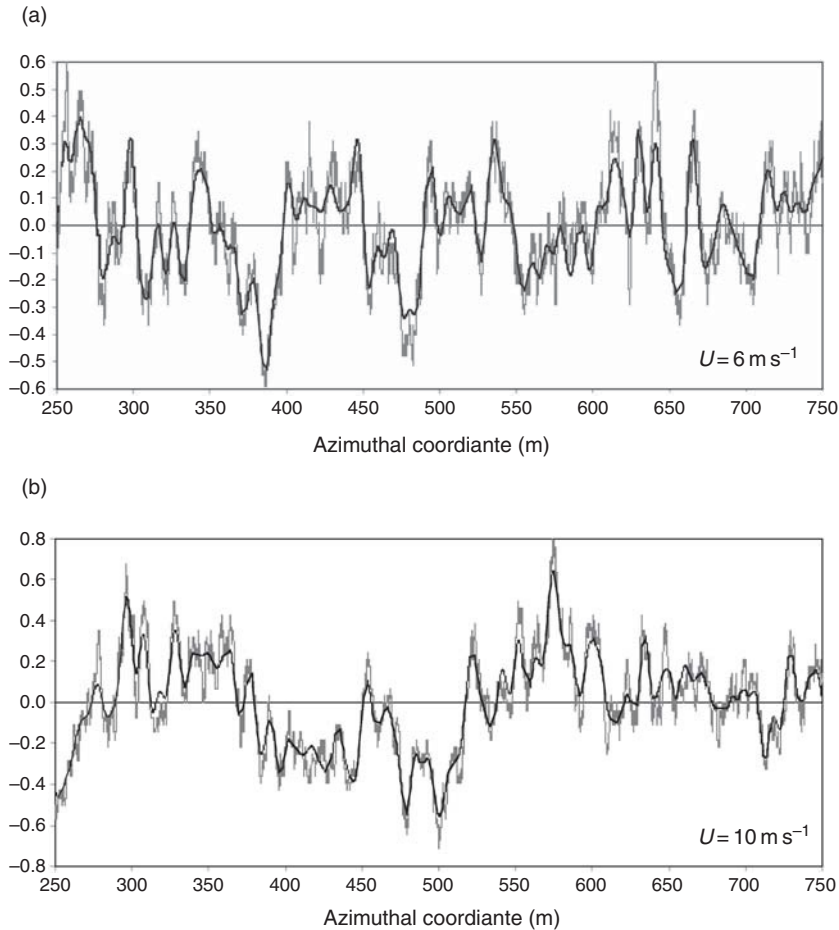 (a)
0.6
0.5
0.4
0.3
0.2
0.1
0.0
–0.1
–0.2
–0.3
–0.4
–0.5
–0.6
U = 6 m s⁻¹
250 300 350 400 450 500 550 600 650 700 750
Azimuthal coordiante (m)
(b)
0.8
0.6
0.4
0.2
0.0
–0.2
–0.4
–0.6
–0.8
U = 10 m s⁻¹
250 300 350 400 450 500 550 600 650 700 750
Azimuthal coordiante (m)